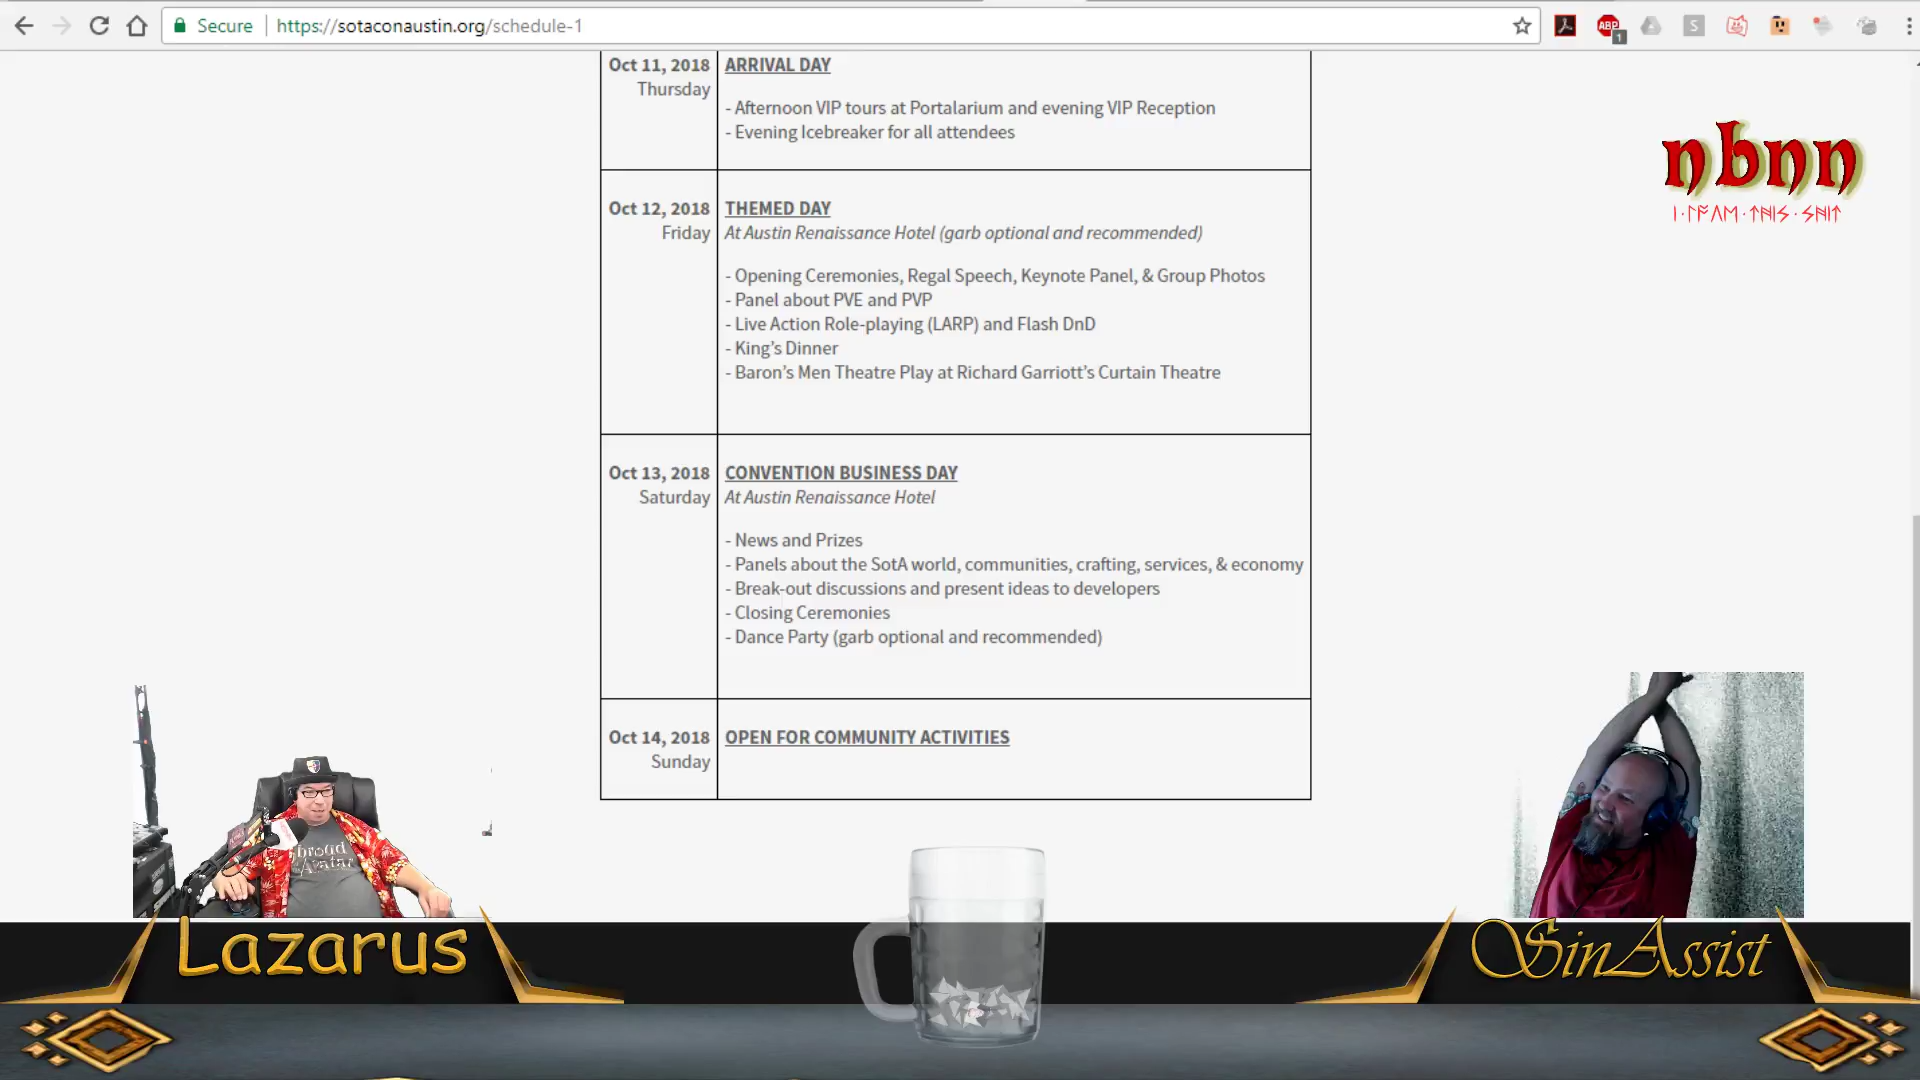 Secure https://sotaconaustin.org/schedule-1
ABP
1
S
Oct 11, 2018
Thursday
ARRIVAL DAY
- Afternoon VIP tours at Portalarium and evening VIP Reception
- Evening Icebreaker for all attendees
Oct 12, 2018
Friday
THEMED DAY
At Austin Renaissance Hotel (garb optional and recommended)
- Opening Ceremonies, Regal Speech, Keynote Panel, & Group Photos
- Panel about PVE and PVP
- Live Action Role-playing (LARP) and Flash DnD
- King’s Dinner
- Baron’s Men Theatre Play at Richard Garriott’s Curtain Theatre
Oct 13, 2018
Saturday
CONVENTION BUSINESS DAY
At Austin Renaissance Hotel
- News and Prizes
- Panels about the SotA world, communities, crafting, services, & economy
- Break-out discussions and present ideas to developers
- Closing Ceremonies
- Dance Party (garb optional and recommended)
Oct 14, 2018
Sunday
OPEN FOR COMMUNITY ACTIVITIES
nbnn
Proud
Avatar
Lazarus
SinAssist